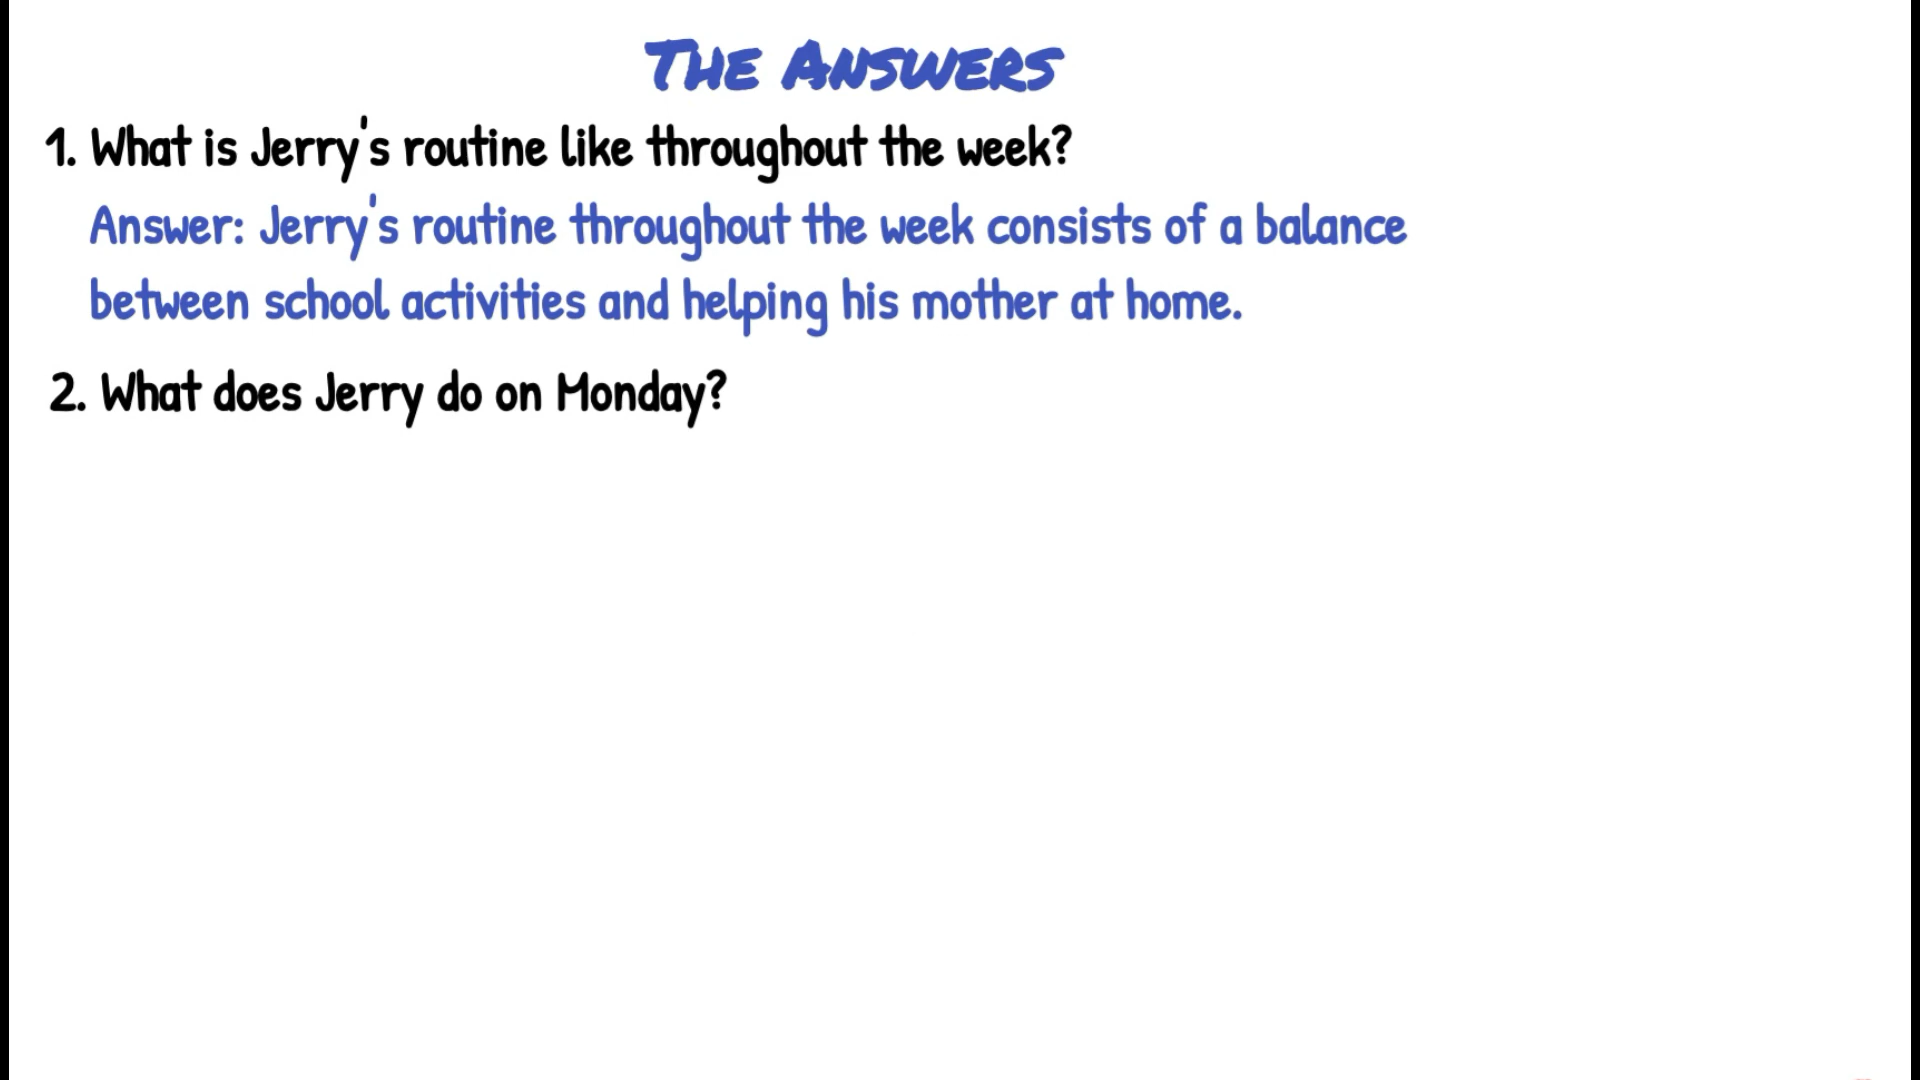 The Answers
1. What is Jerry's routine like throughout the week?
Answer: Jerry's routine throughout the week consists of a balance
between school activities and helping his mother at home.
2. What does Jerry do on Monday?